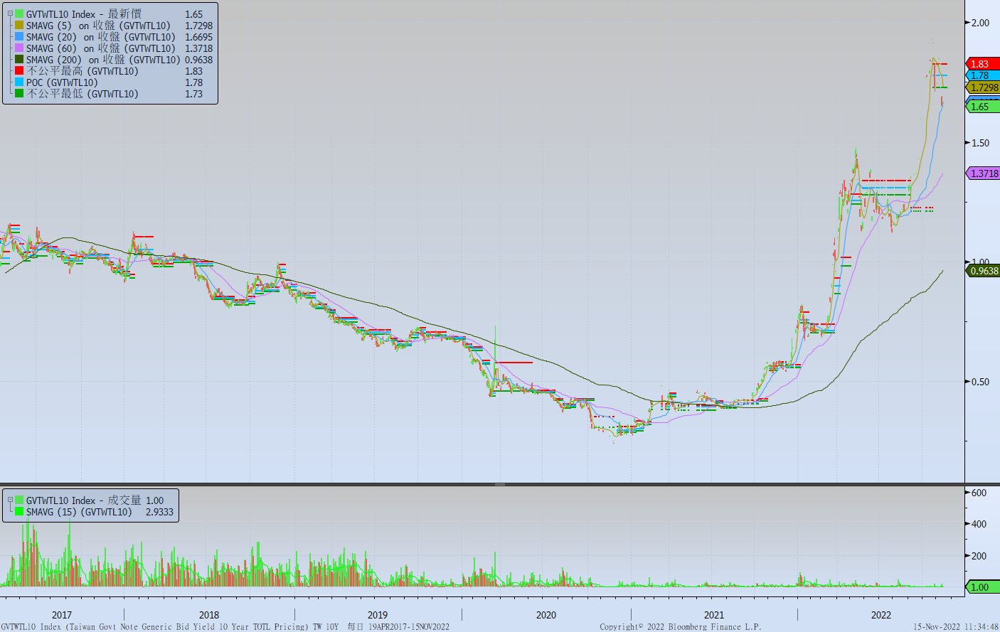 GVTWTL10 Index - 最新價 1.65
SMAVG (5) on 收盤 (GVTWTL10) 1.7298
SMAVG (20) on 收盤 (GVTWTL10) 1.6695
SMAVG (60) on 收盤 (GVTWTL10) 1.3718
SMAVG (200) on 收盤 (GVTWTL10) 0.9638
不公平最高 (GVTWTL10) 1.83
POC (GVTWTL10) 1.78
不公平最低 (GVTWTL10) 1.73
2.00
1.83
1.78
1.7298
1.65
1.50
1.3718
1.00
0.9638
0.50
GVTWTL10 Index - 成交量 1.00
SMAVG (15) (GVTWTL10) 2.9333
600
400
200
1.00
2017 2018 2019 2020 2021 2022
GVTWTL10 Index (Taiwan Govt Note Generic Bid Yield 10 Year TOTL Pricing) TW 10Y 每日 19APR2017-15NOV2022 Copyright© 2022 Bloomberg Finance L.P. 15-Nov-2022 11:34:48